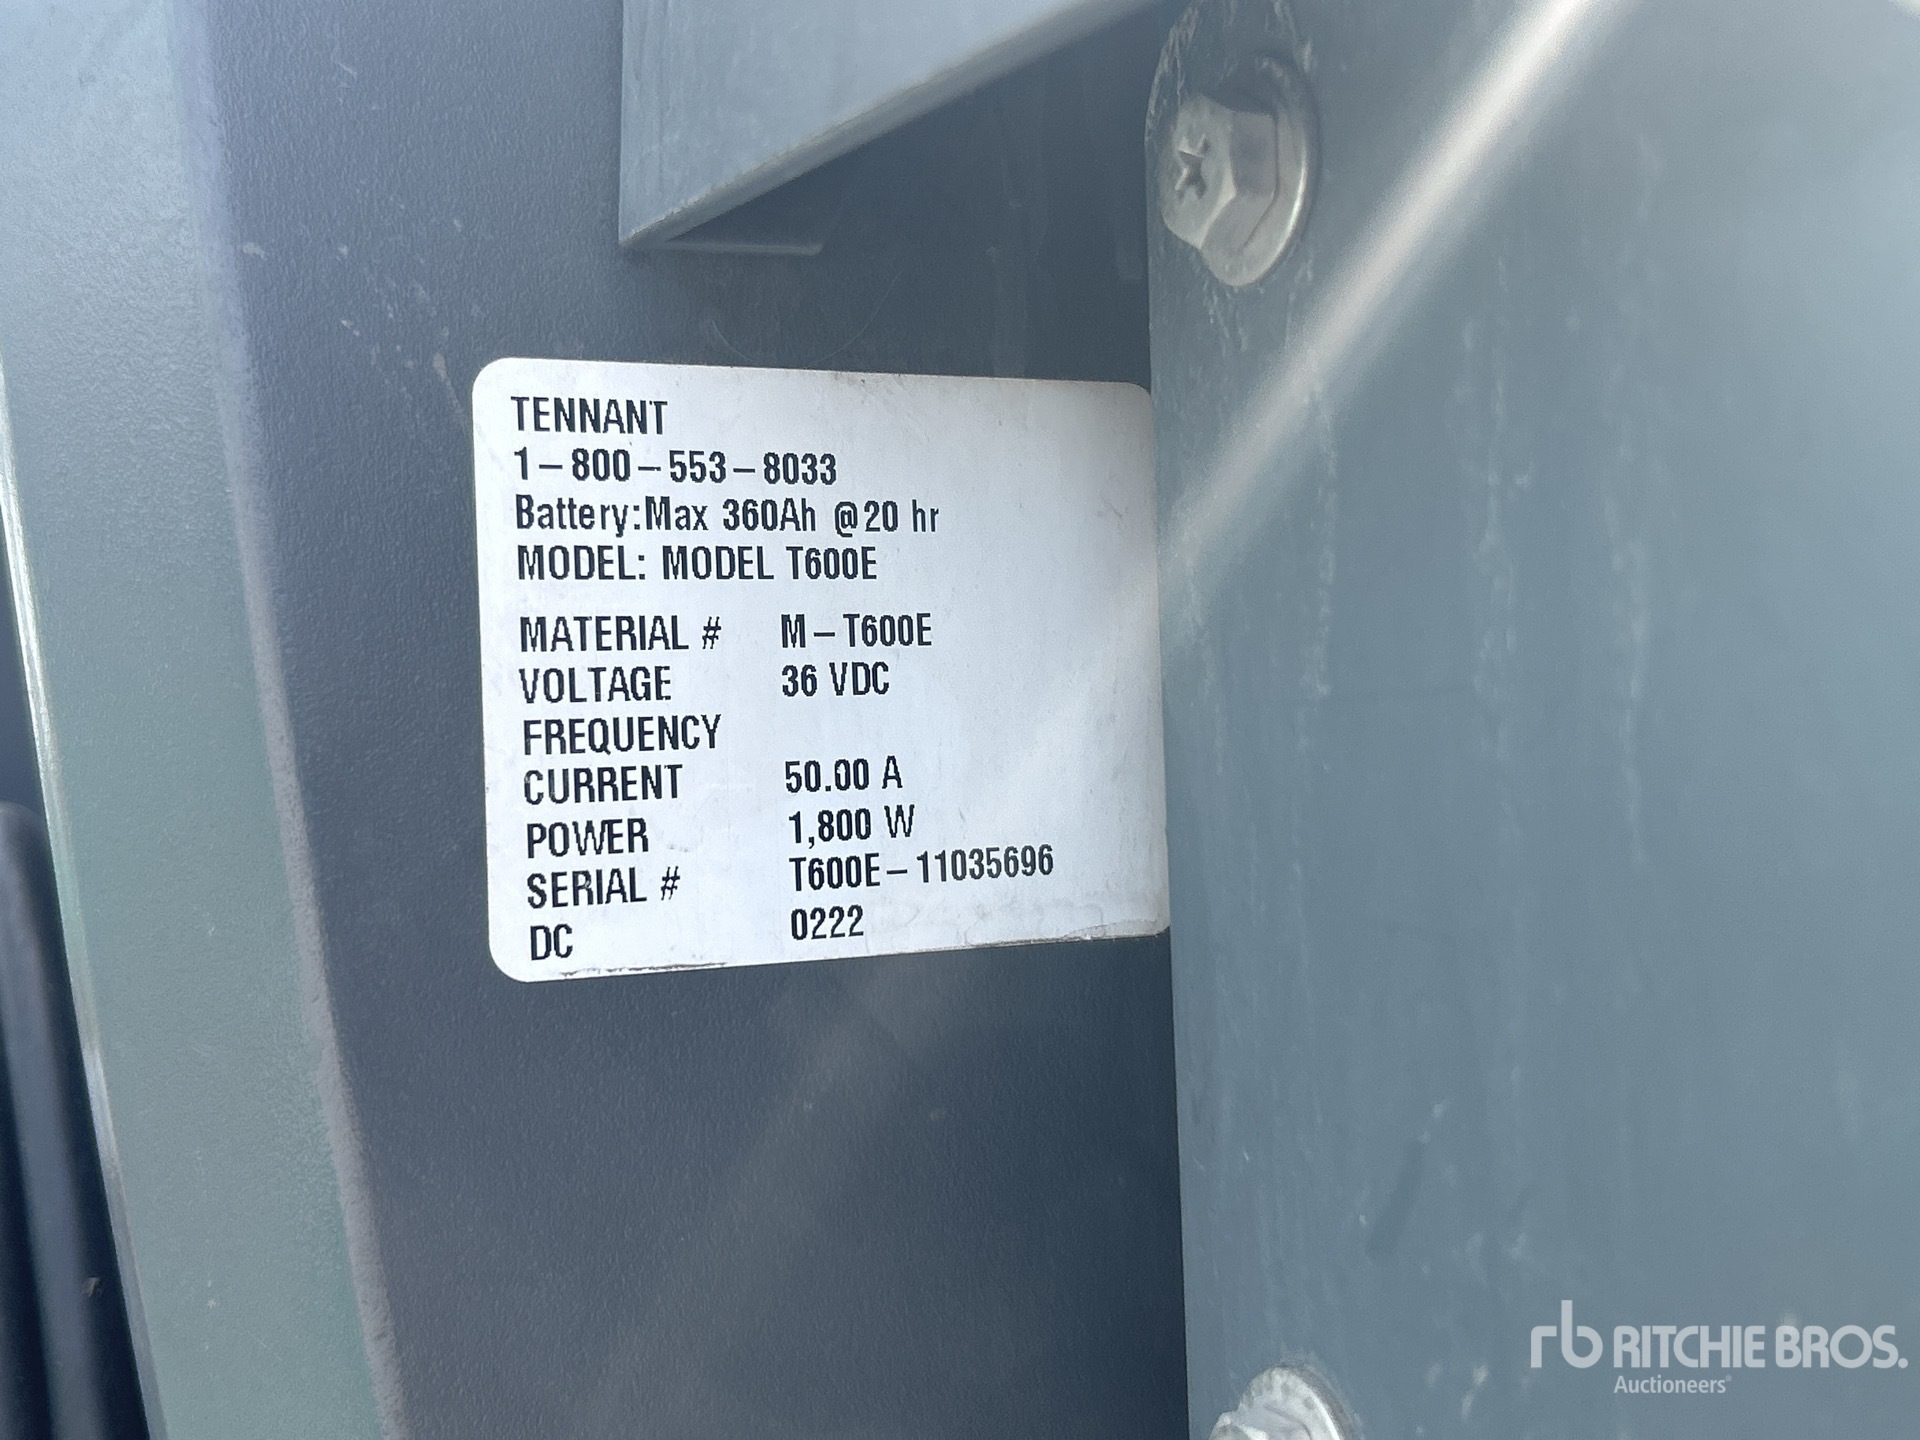 TENNANT
1-800-553-8033
Battery:Max 360Ah @20 hr
MODEL: MODEL T600E
MATERIAL # M-T600E
VOLTAGE 36 VDC
FREQUENCY
CURRENT 50.00 A
POWER 1,800 W
SERIAL # T600E-11035696
DC 0222
rb RITCHIE BROS.
Auctioneers